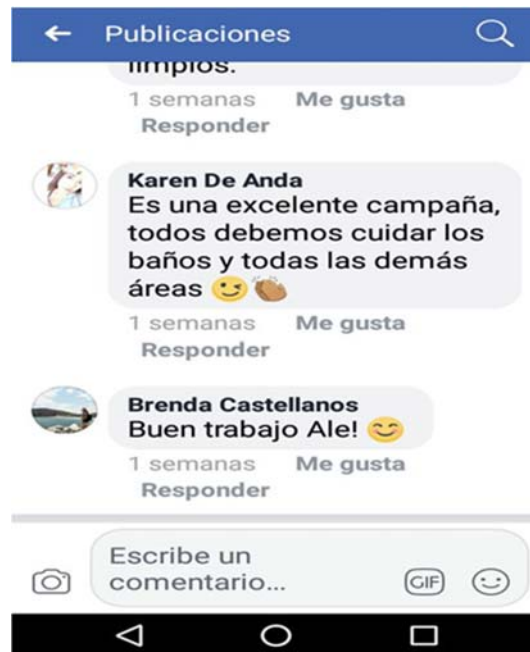 Publicaciones
limpios.
1 semanas Me gusta
Responder
Karen De Anda
Es una excelente campaña,
todos debemos cuidar los
baños y todas las demás
áreas 😉👏🏽
1 semanas Me gusta
Responder
Brenda Castellanos
Buen trabajo Ale! 😊
1 semanas Me gusta
Responder
Escribe un
comentario...
GIF